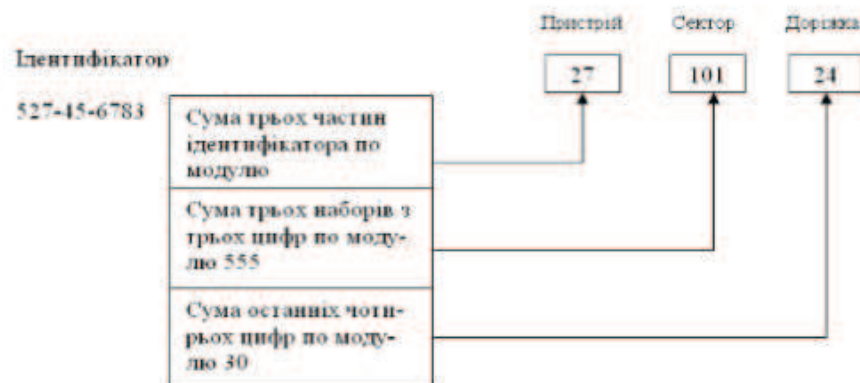 Пристрій Сектор Доріжка
Ідентифікатор
27 101 24
527-45-6783
Сума трьох частин
ідентифікатора по
модулю
Сума трьох наборів з
трьох цифр по моду-
лю 555
Сума останніх чоти-
рьох цифр по моду-
лю 30